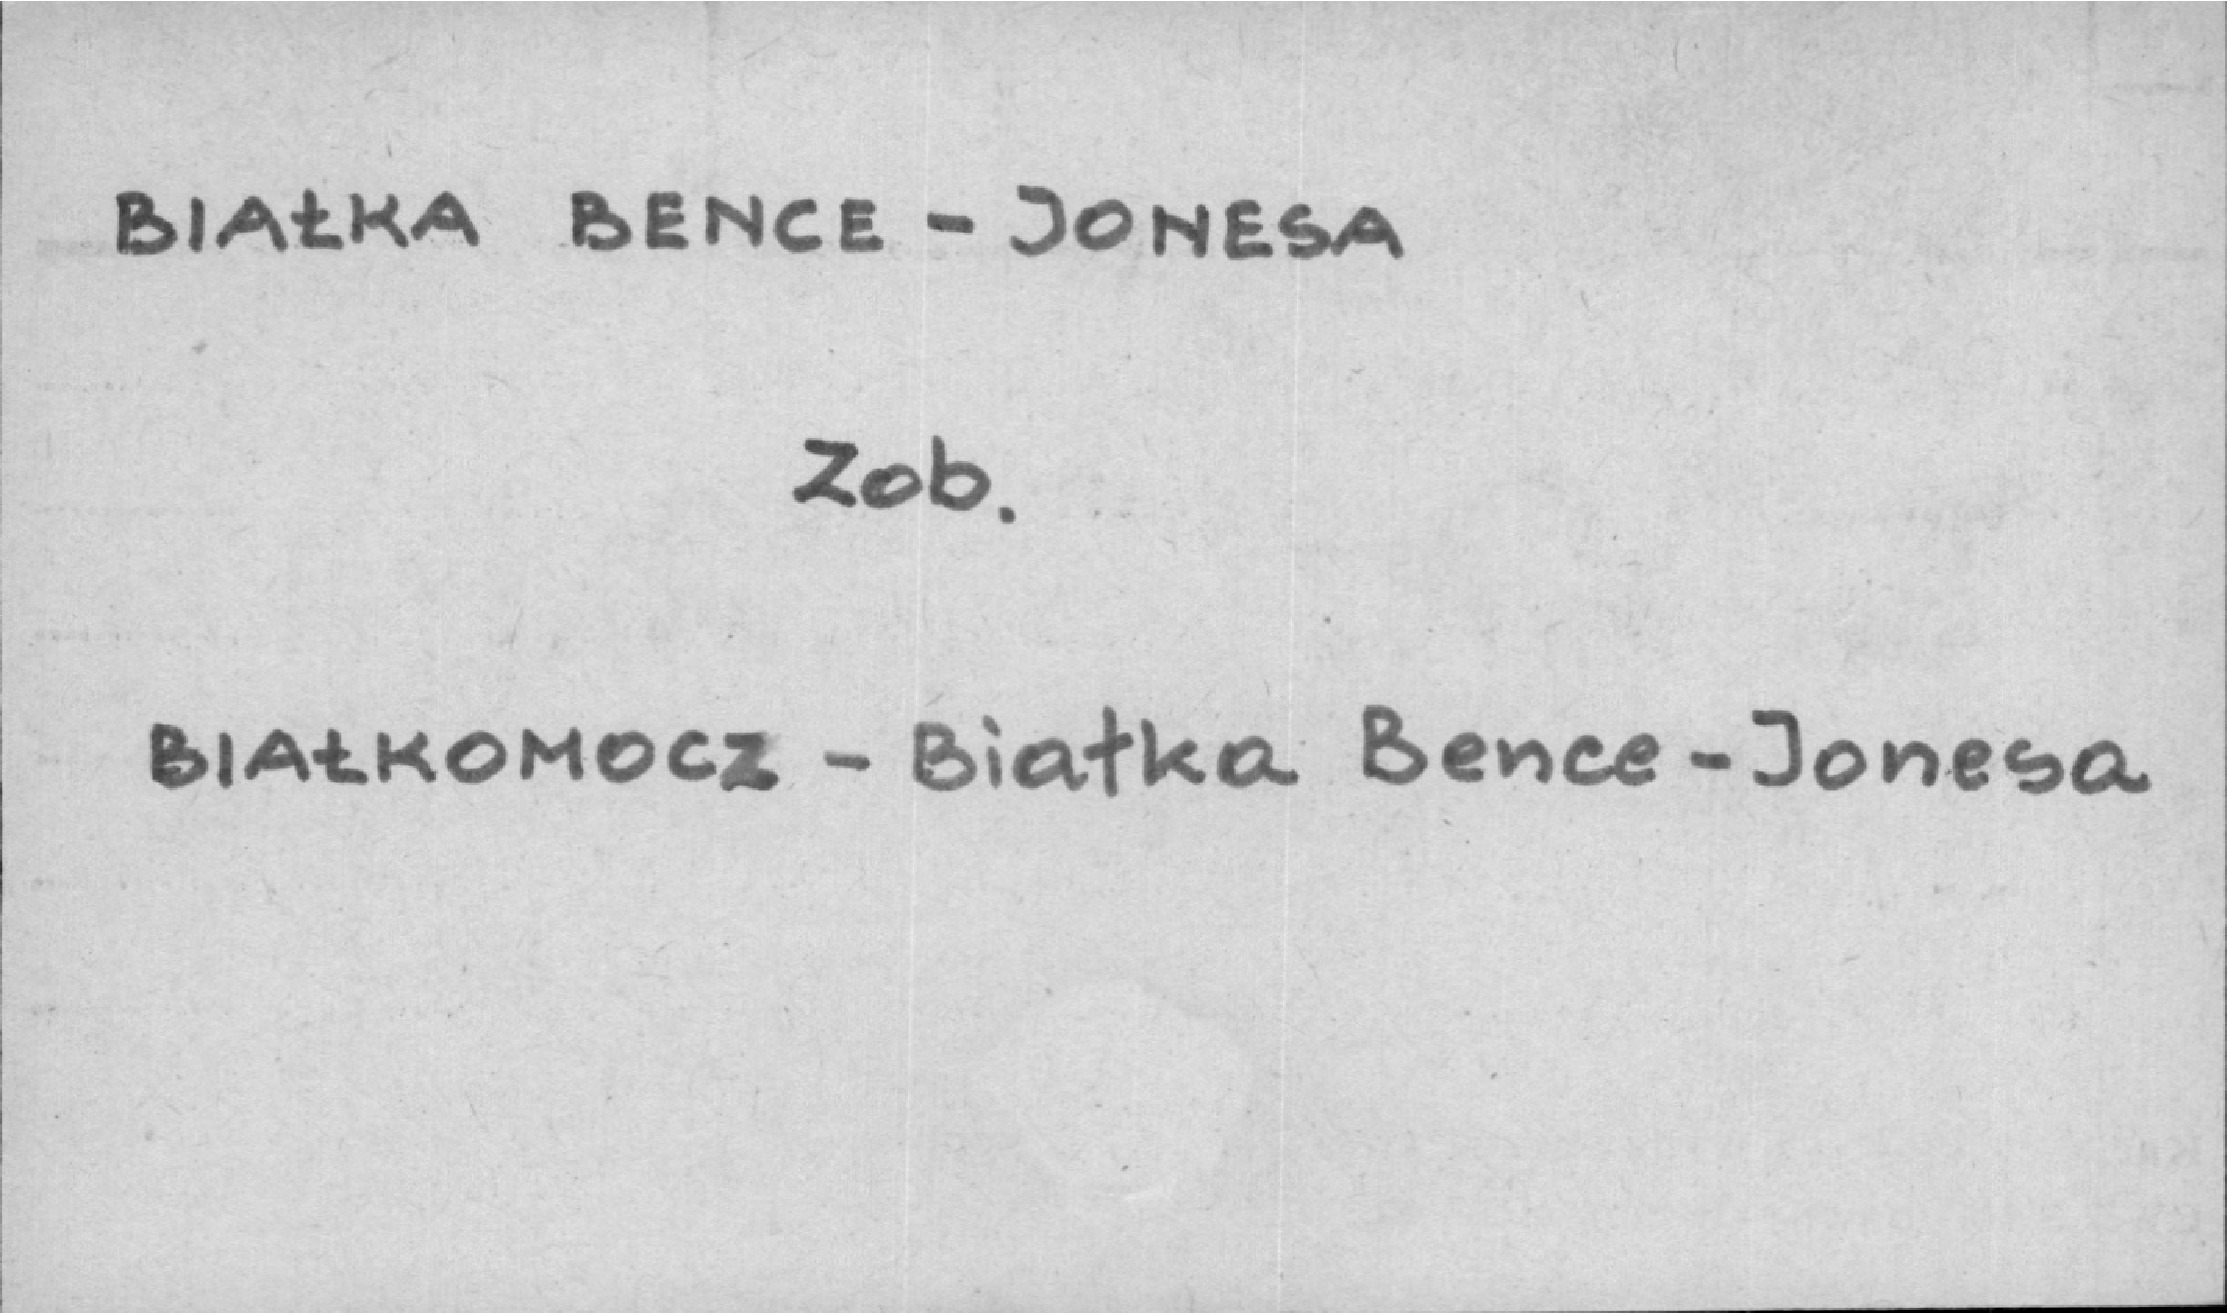 BIAŁKA BENCE - JONESA
Zob.
BIAŁKOMOCZ - Białka Bence - Jonesa